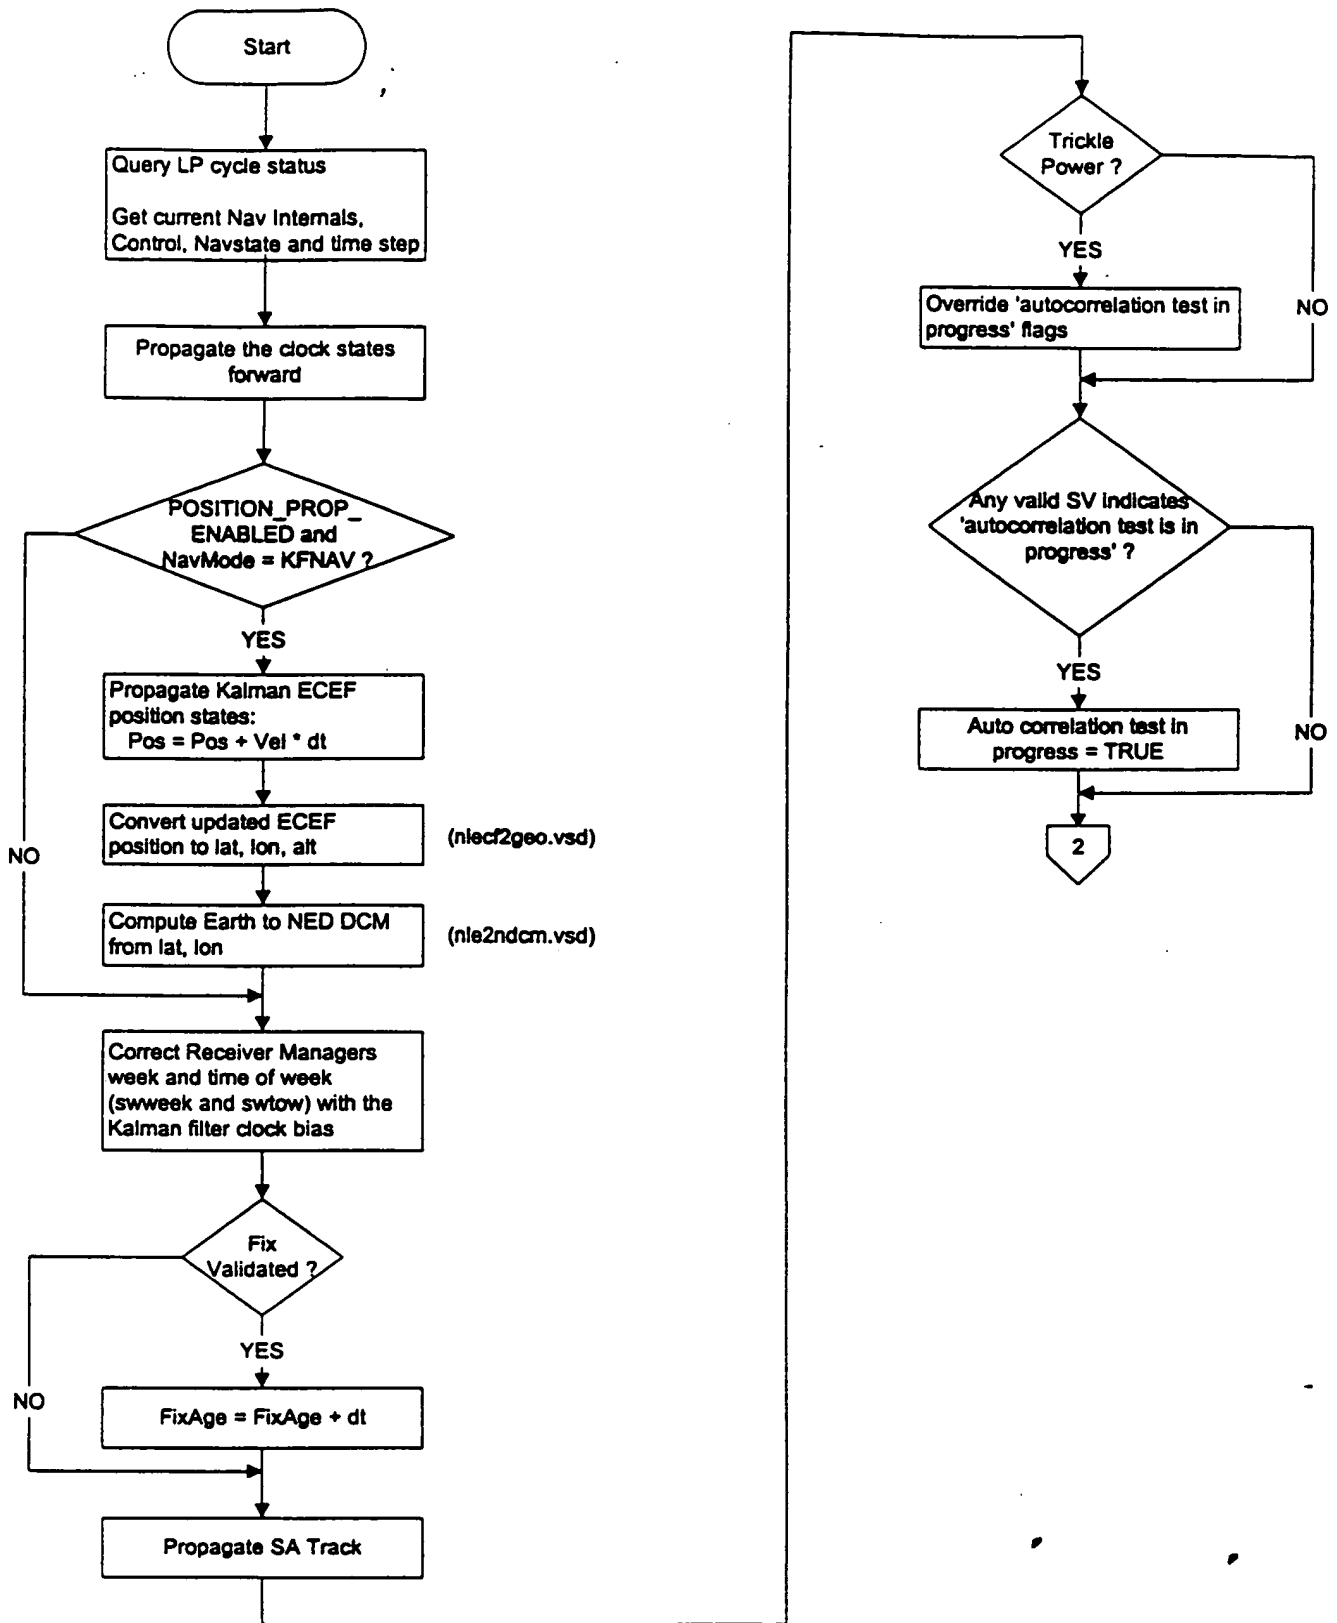 Start
Query LP cycle status
Get current Nav Internals,
Control, Navstate and time step
Propagate the clock states
forward
POSITION_PROP_
ENABLED and
NavMode = KFNAV ?
YES
NO
Propagate Kalman ECEF
position states:
Pos = Pos + Vel * dt
Convert updated ECEF
position to lat, lon, alt
(nlecf2geo.vsd)
Compute Earth to NED DCM
from lat, lon
(nle2ndcm.vsd)
Correct Receiver Managers
week and time of week
(swweek and swtow) with the
Kalman filter clock bias
Fix
Validated ?
YES
NO
FixAge = FixAge + dt
Propagate SA Track
Trickle
Power ?
YES
NO
Override 'autocorrelation test in
progress' flags
Any valid SV indicates
'autocorrelation test is in
progress' ?
YES
NO
Auto correlation test in
progress = TRUE
2